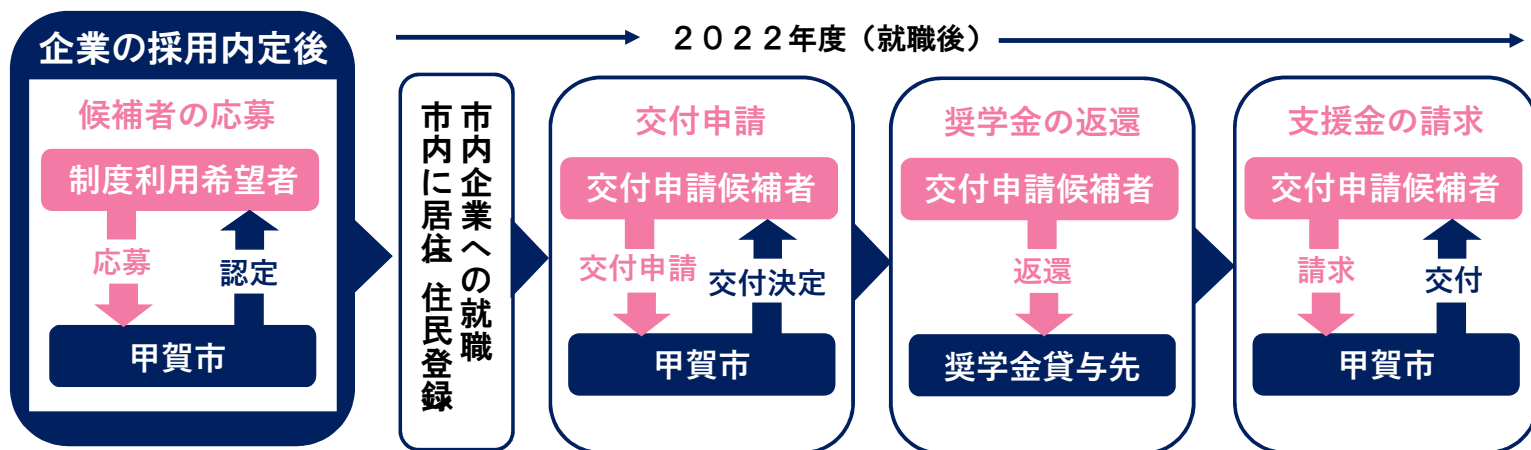 企業の採用内定後
候補者の応募
制度利用希望者
応募
認定
甲賀市
市内企業への就職
市内に居住、住民登録
２０２２年度（就職後）
交付申請
交付申請候補者
交付申請
交付決定
甲賀市
奨学金の返還
交付申請候補者
返還
奨学金貸与先
支援金の請求
交付申請候補者
請求
交付
甲賀市